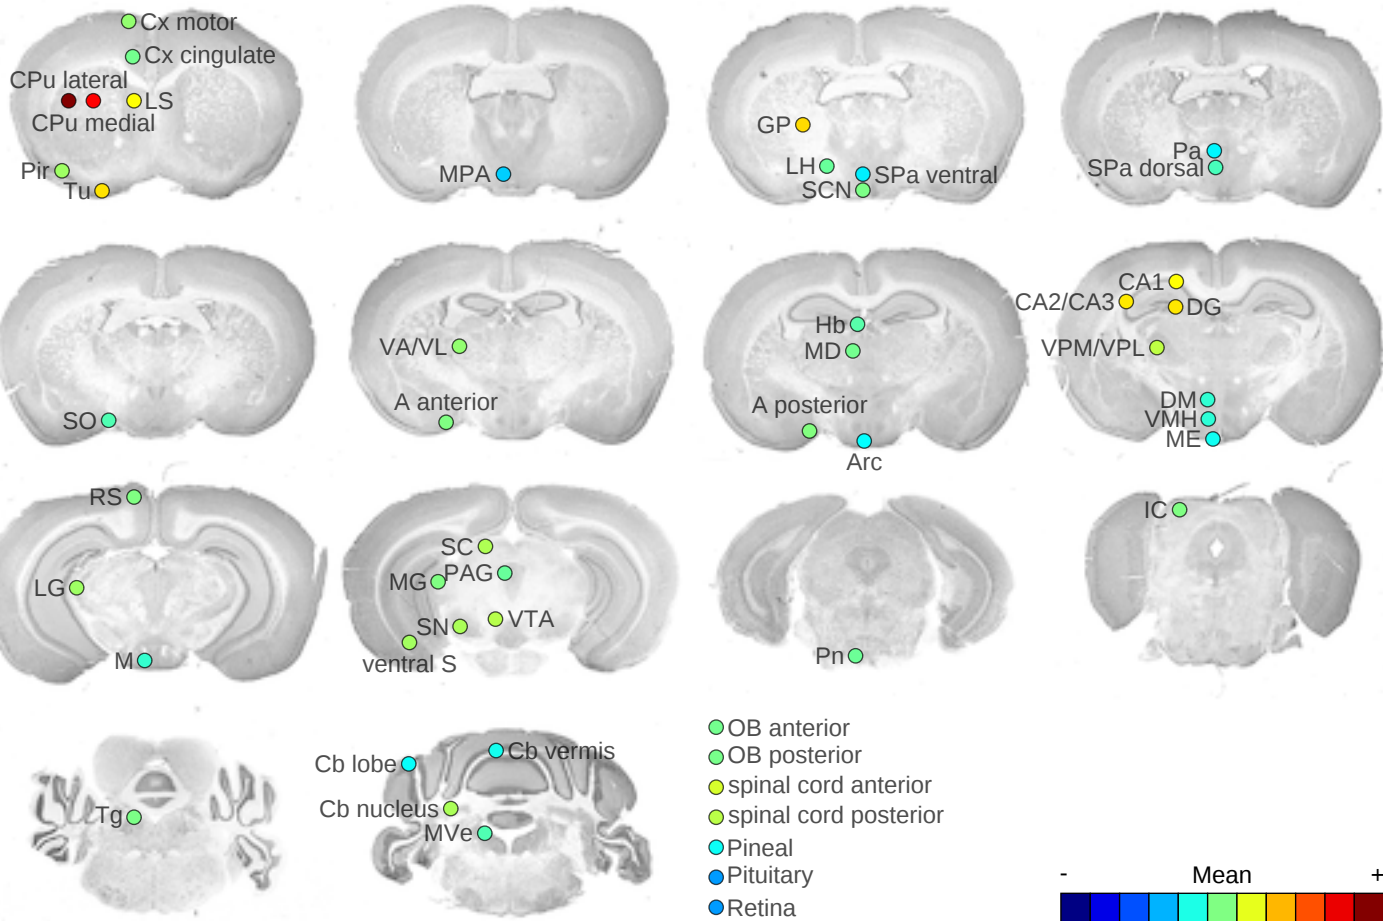 Cx motor
Cx cingulate
CPu lateral
LS
CPu medial
Pir
Tu
MPA
GP
LH
SPa ventral
SCN
Pa
SPa dorsal
SO
VA/VL
A anterior
Hb
MD
A posterior
Arc
CA1
CA2/CA3
DG
VPM/VPL
DM
VMH
ME
RS
LG
M
SC
MG
PAG
SN
VTA
ventral S
Pn
IC
Tg
Cb lobe
Cb vermis
Cb nucleus
MVe
OB anterior
OB posterior
spinal cord anterior
spinal cord posterior
Pineal
Pituitary
Retina
- Mean +